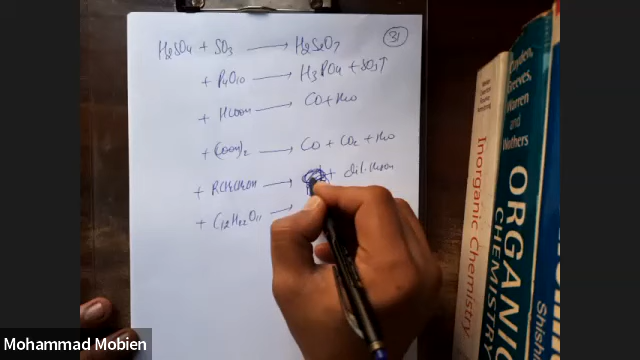 31
H2SO4 + SO3 → H2S2O7
+ P4O10 → H3PO4 + SO3↑
+ HCOOH → CO + H2O
+ (COOH)2 → CO + CO2 + H2O
+ RCH2CH2OH → + dil. H2SO4
+ C12H22O11 →
Inorganic Chemistry
Clayden,
Greeves,
Warren
and
Wothers
ORGANIC
CHEMISTRY
Mohammad Mobien